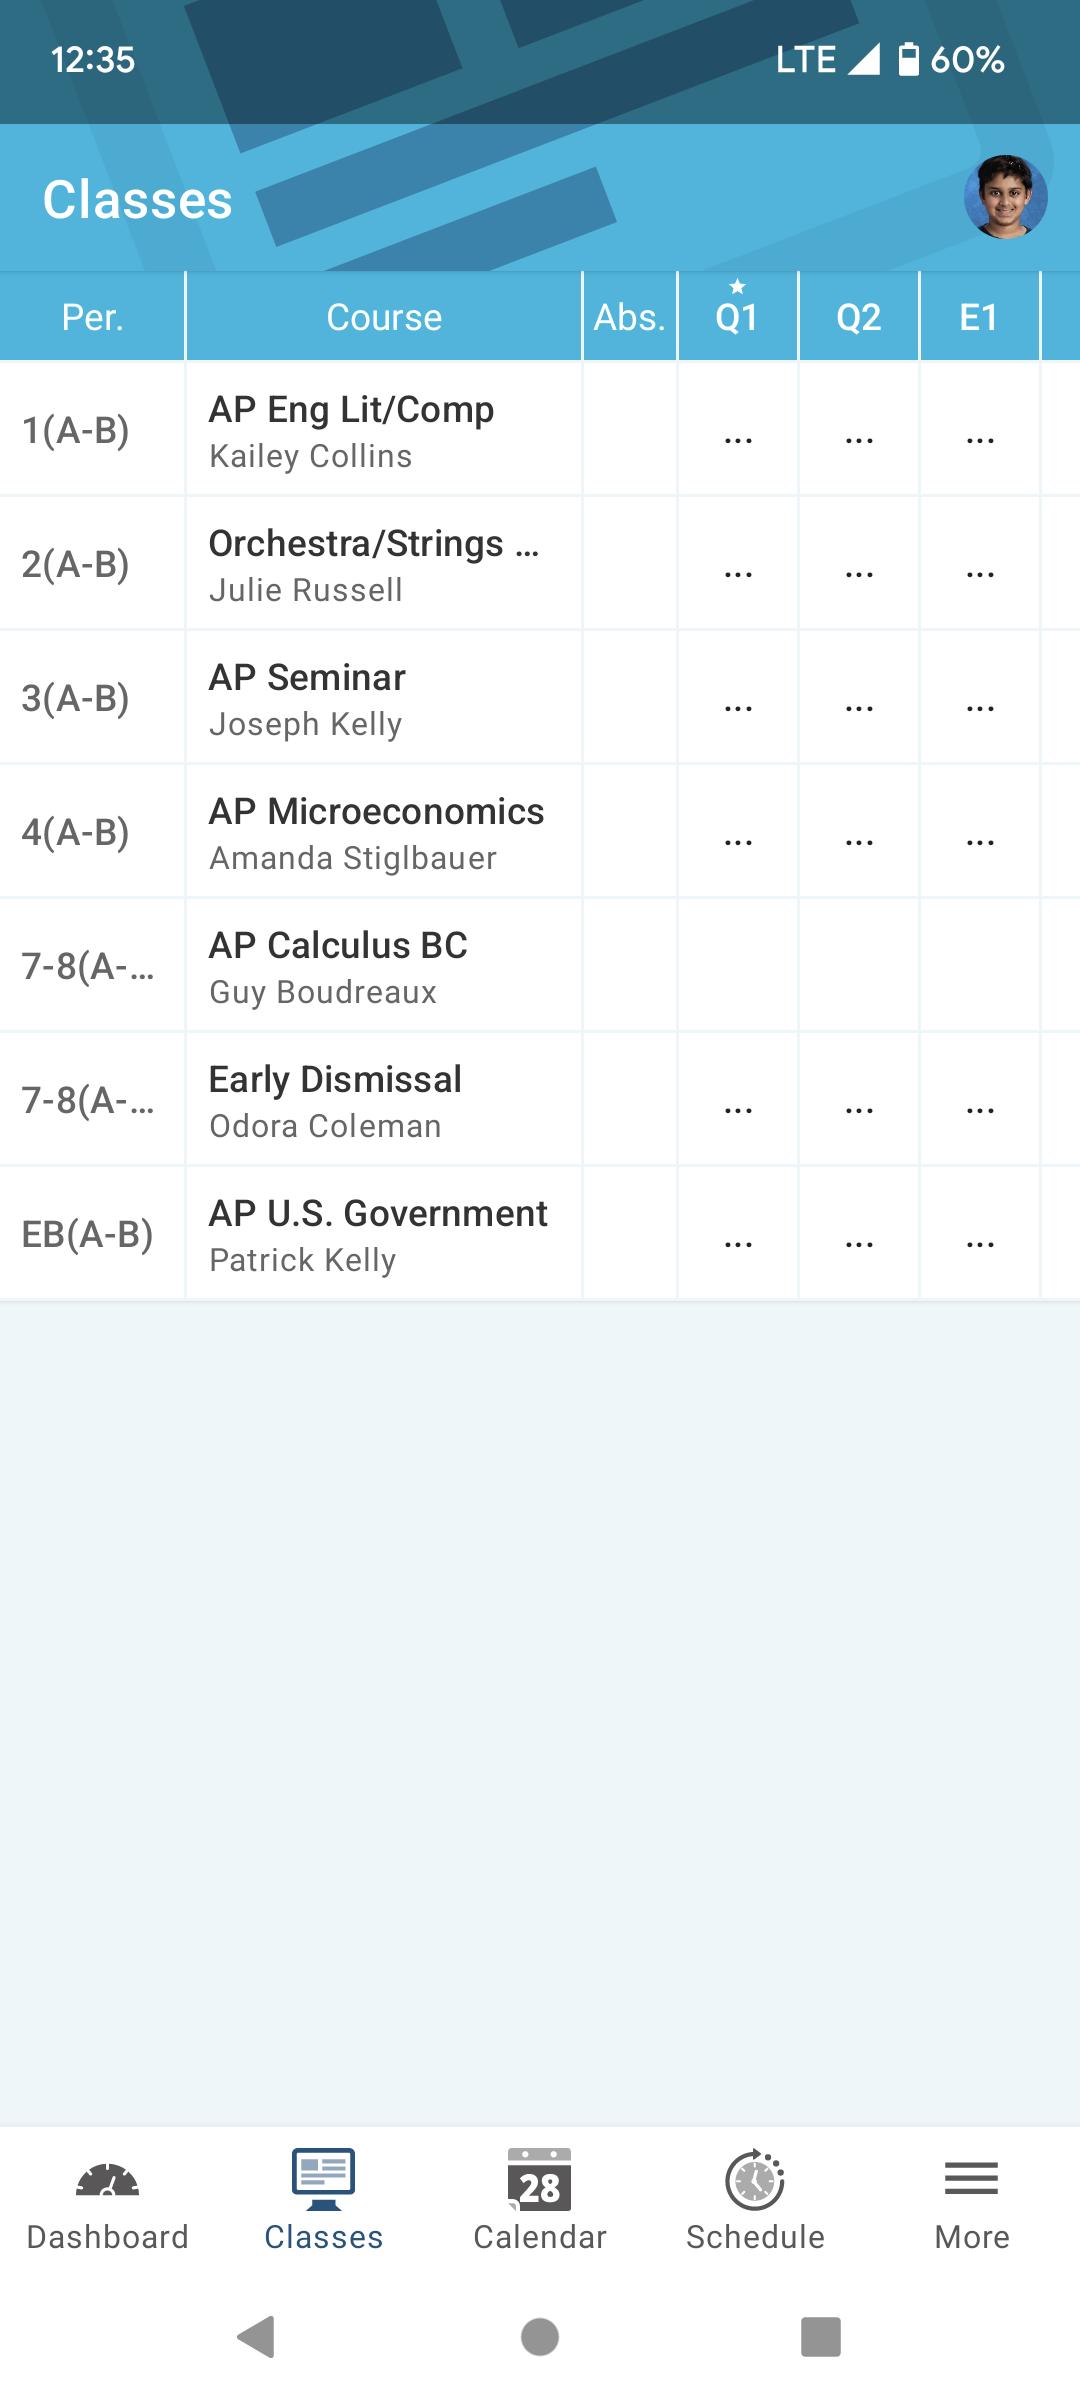 12:35 LTE 60%
Classes
Per. Course Abs. Q1 Q2 E1
1(A-B) AP Eng Lit/Comp ... ... ...
Kailey Collins
2(A-B) Orchestra/Strings ... ... ... ...
Julie Russell
3(A-B) AP Seminar ... ... ...
Joseph Kelly
4(A-B) AP Microeconomics ... ... ...
Amanda Stiglbauer
7-8(A-... AP Calculus BC
Guy Boudreaux
7-8(A-... Early Dismissal ... ... ...
Odora Coleman
EB(A-B) AP U.S. Government ... ... ...
Patrick Kelly
28
Dashboard Classes Calendar Schedule More